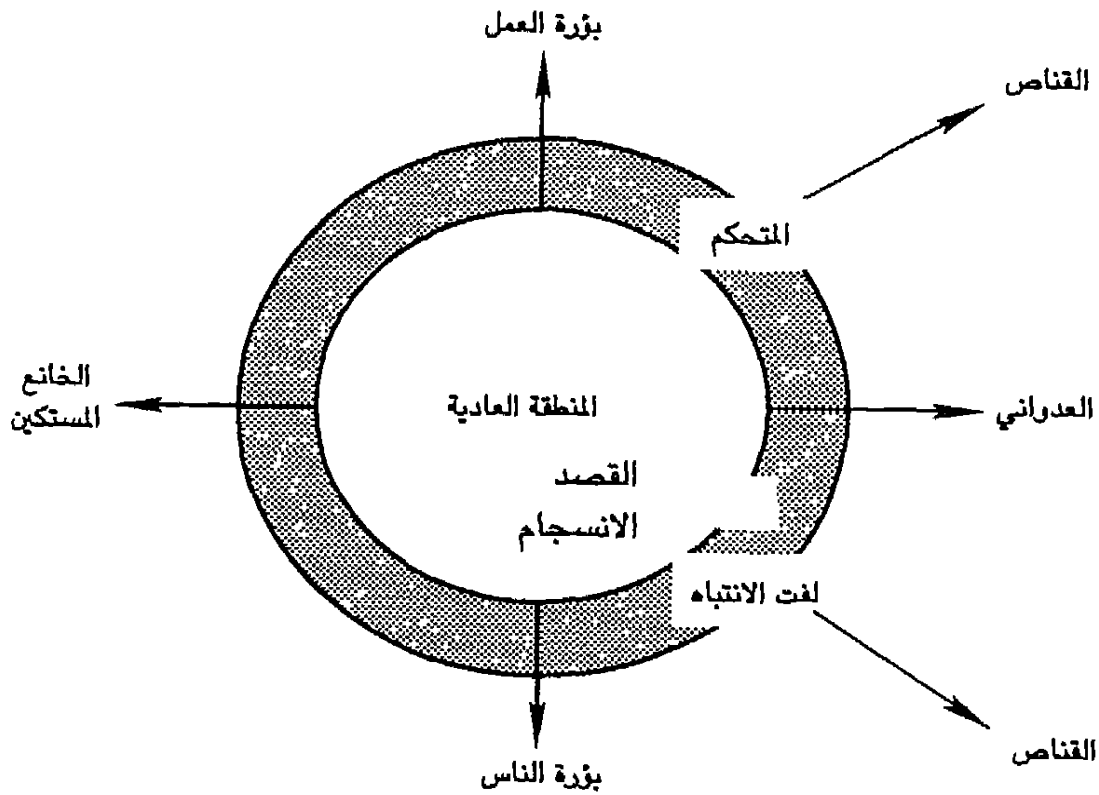 بؤرة العمل
القناص
المتحكم
الخانع
المستكين
المنطقة العادية
العدواني
القصد
الانسجام
لفت الانتباه
القناص
بؤرة الناس